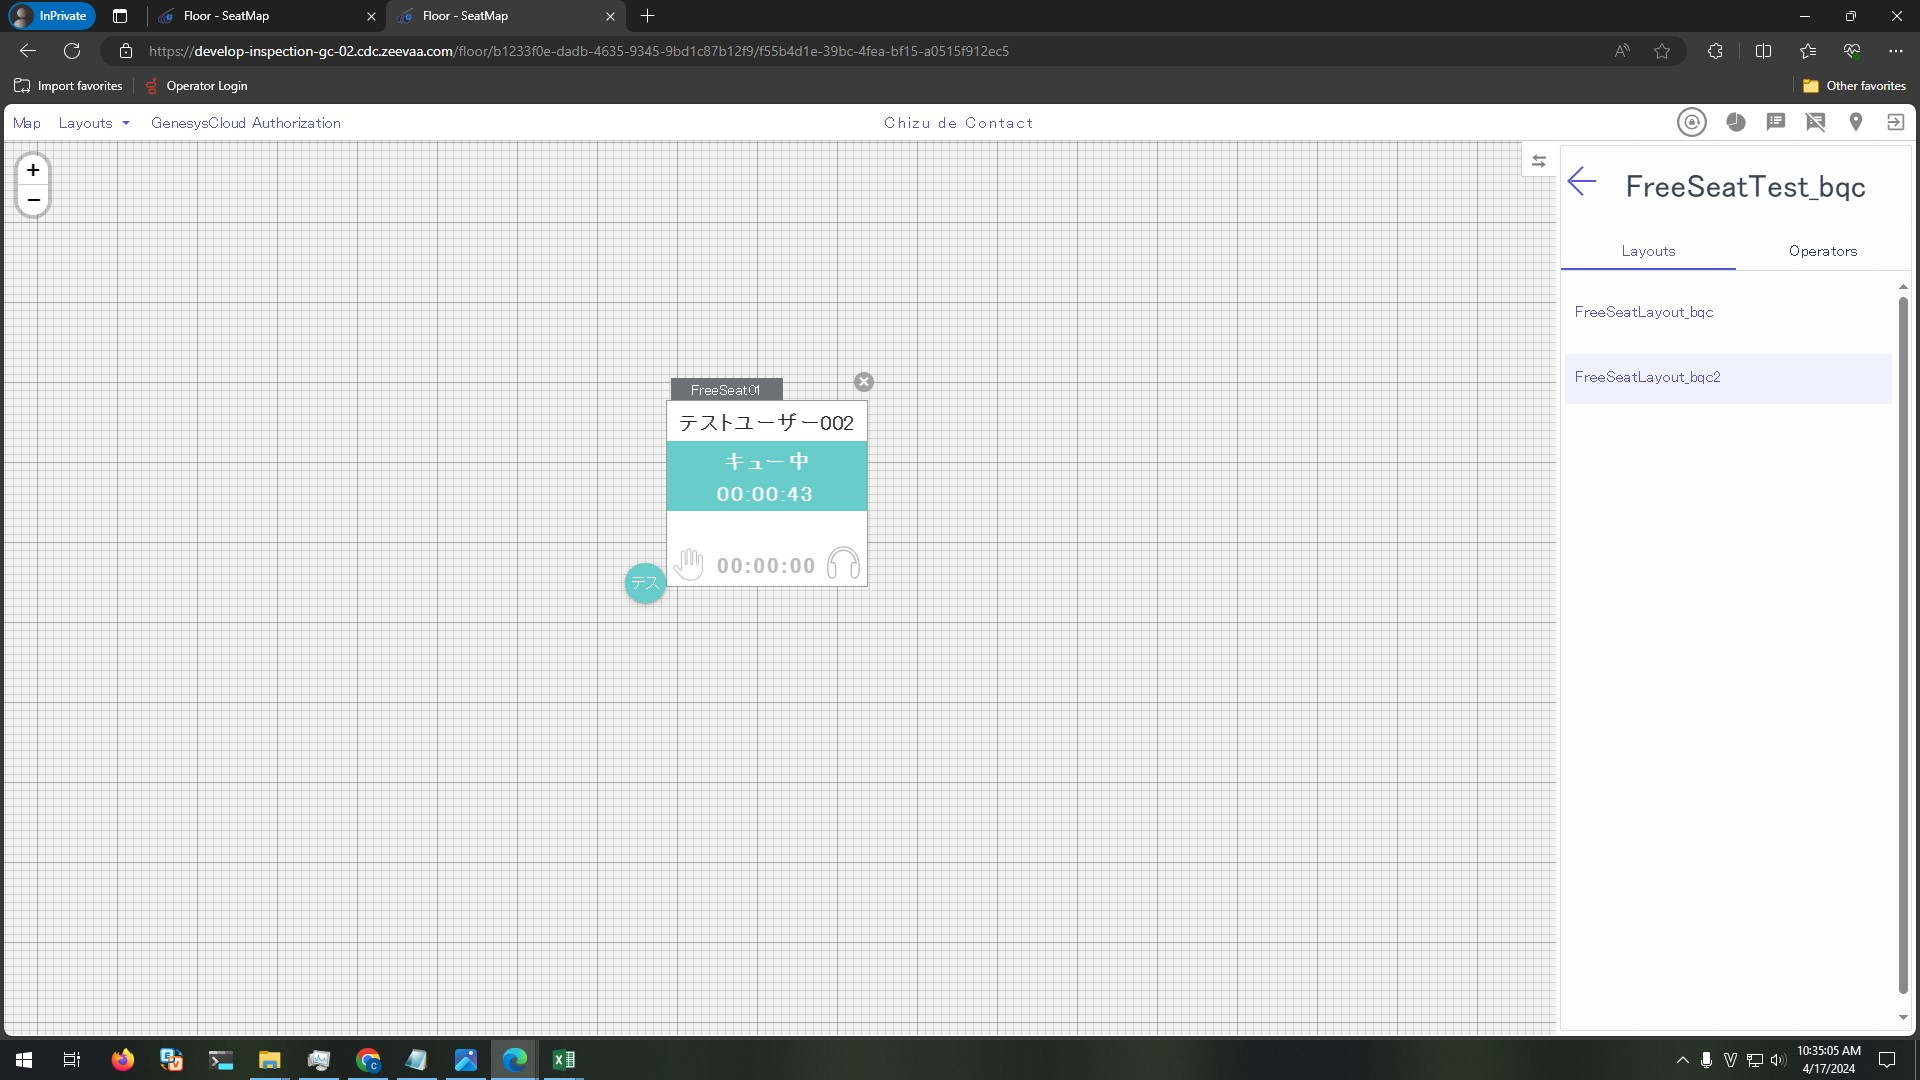 InPrivate
Floor - SeatMap
Floor - SeatMap
https://develop-inspection-gc-02.cdc.zeevaa.com/floor/b1233f0e-dadb-4635-9345-9bd1c87b12f9/f55b4d1e-39bc-4fea-bf15-a0515f912ec5
Import favorites
Operator Login
Other favorites
Map
Layouts
GenesysCloud Authorization
Chizu de Contact
+
−
FreeSeatTest_bqc
Layouts
Operators
FreeSeatLayout_bqc
FreeSeatLayout_bqc2
FreeSeat01
テストユーザー002
キュー中
00:00:43
00:00:00
テス
10:35:05 AM
4/17/2024